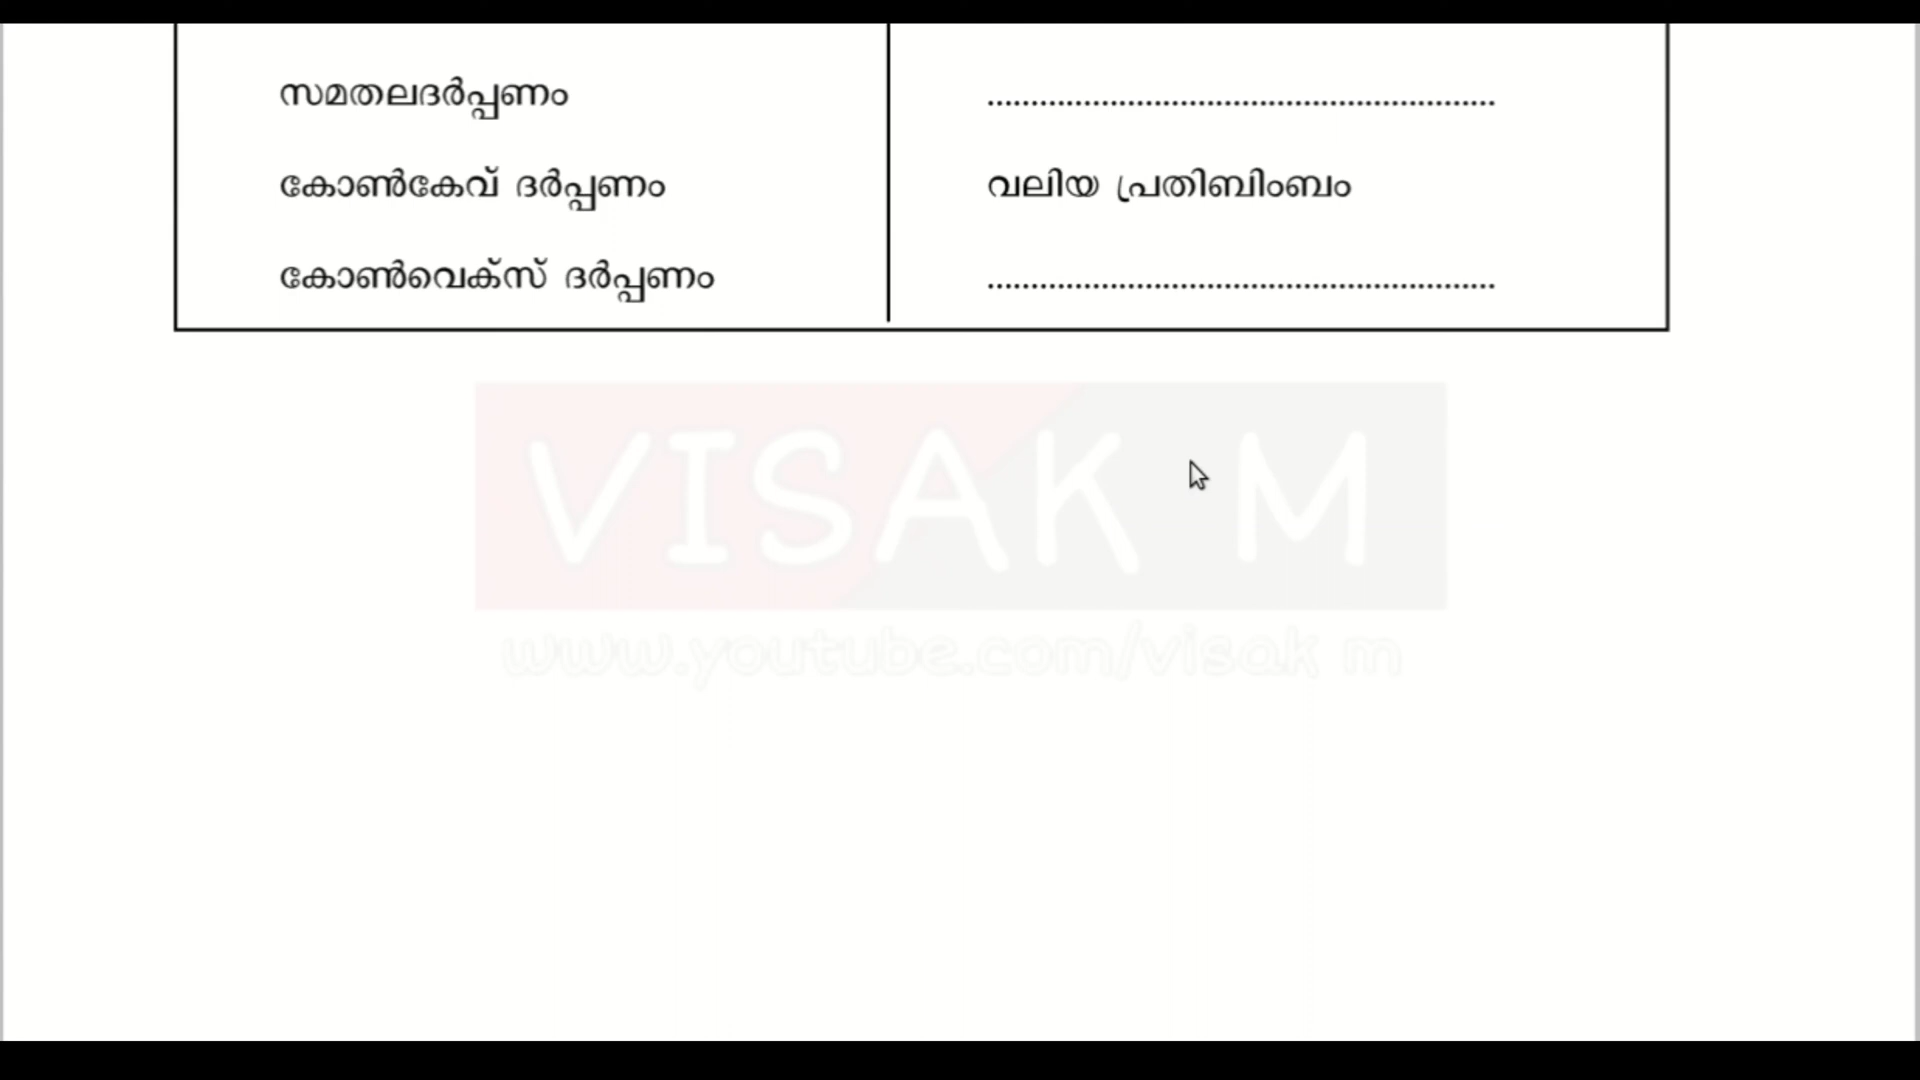 സമതലദർപ്പണം ..........................................................
കോൺകേവ് ദർപ്പണം വലിയ പ്രതിബിംബം
കോൺവെക്സ് ദർപ്പണം ..........................................................
VISAK M
www.youtube.com/visak m